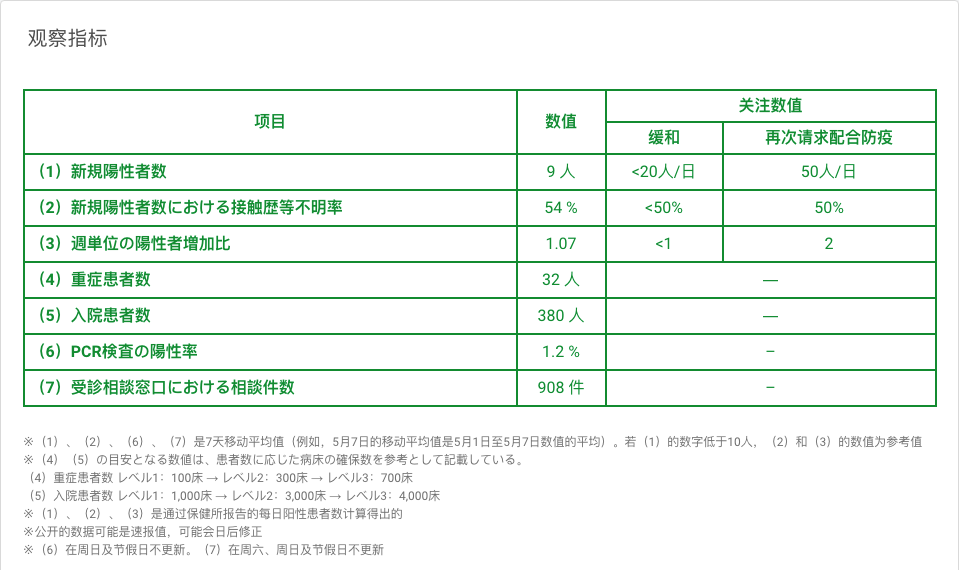 观察指标
项目 数值 关注数值
缓和 再次请求配合防疫
（1）新規陽性者数 9 人 <20人/日 50人/日
（2）新規陽性者数における接触歴等不明率 54 % <50% 50%
（3）週単位の陽性者増加比 1.07 <1 2
（4）重症患者数 32 人 —
（5）入院患者数 380 人 —
（6）PCR検査の陽性率 1.2 % –
（7）受診相談窓口における相談件数 908 件 –
※（1）、（2）、（6）、（7）是7天移动平均值（例如，5月7日的移动平均值是5月1日至5月7日数值的平均）。若（1）的数字低于10人，（2）和（3）的数值为参考值
※（4）（5）の目安となる数値は、患者数に応じた病床の確保数を参考として記載している。
（4）重症患者数 レベル1：100床 → レベル2：300床 → レベル3：700床
（5）入院患者数 レベル1：1,000床 → レベル2：3,000床 → レベル3：4,000床
※（1）、（2）、（3）是通过保健所报告的每日阳性患者数计算得出的
※公开的数据可能是速报值，可能会日后修正
※（6）在周日及节假日不更新。（7）在周六、周日及节假日不更新